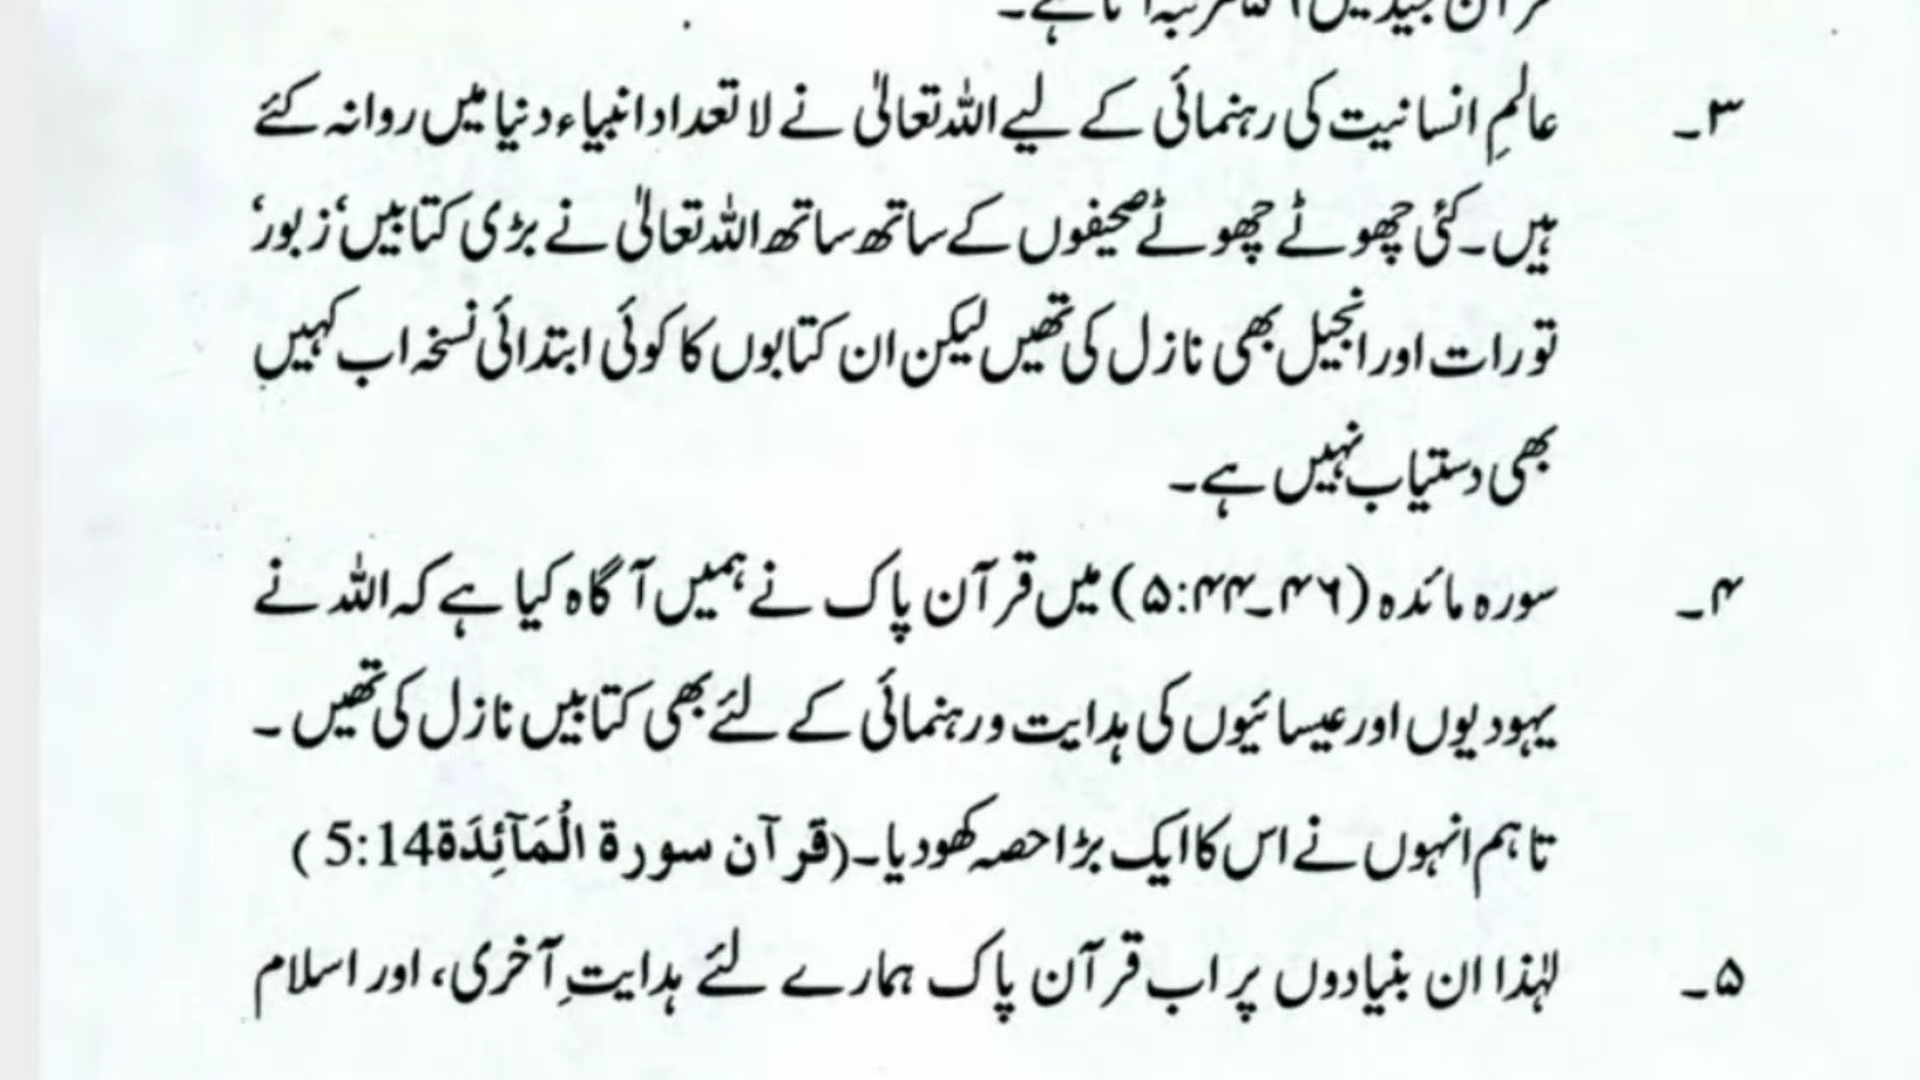 ۳۔ عالمِ انسانیت کی رہنمائی کے لیے اللہ تعالیٰ نے لا تعداد انبیاء دنیا میں روانہ کئے
ہیں۔ کئی چھوٹے چھوٹے صحیفوں کے ساتھ ساتھ اللہ تعالیٰ نے بڑی کتابیں‘ زبور‘
تورات اور انجیل بھی نازل کی تھیں لیکن ان کتابوں کا کوئی ابتدائی نسخہ اب کہیں
بھی دستیاب نہیں ہے۔
۴۔ سورہ مائدہ (۴۶۔۵:۴۴) میں قرآن پاک نے ہمیں آگاہ کیا ہے کہ اللہ نے
یہودیوں اور عیسائیوں کی ہدایت و رہنمائی کے لئے بھی کتابیں نازل کی تھیں۔
تاہم انہوں نے اس کا ایک بڑا حصہ کھو دیا۔ (قرآن سورة الْمَآئِدَة 5:14)
۵۔ لہٰذا ان بنیادوں پر اب قرآن پاک ہمارے لئے ہدایتِ آخری، اور اسلام